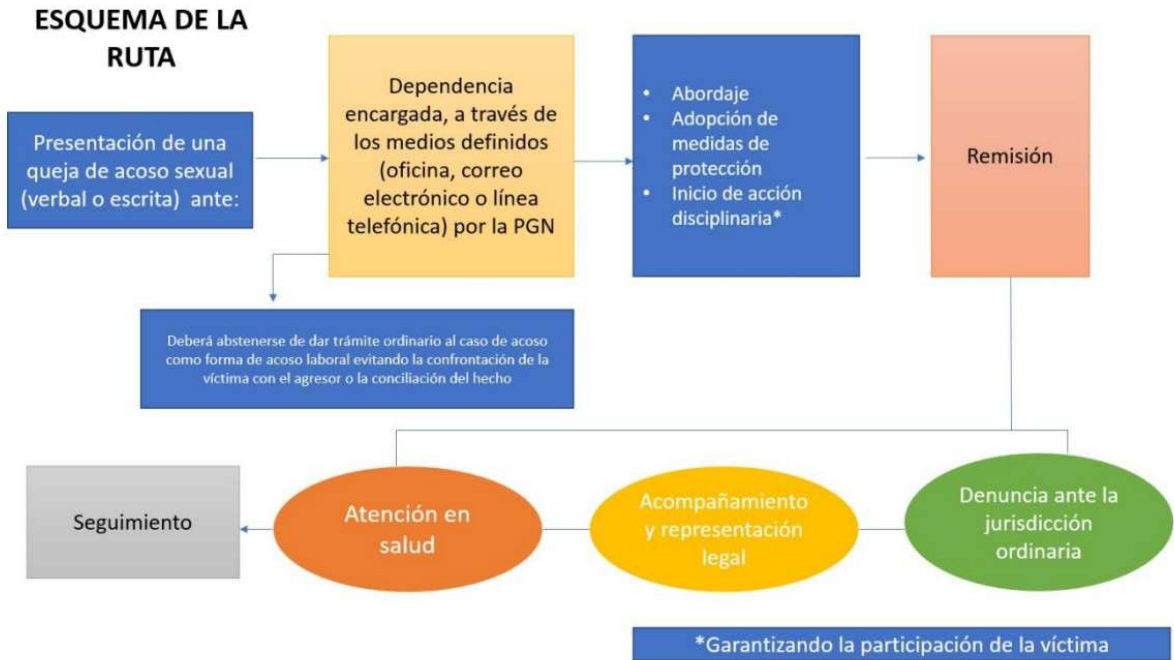 ESQUEMA DE LA
RUTA
Presentación de una
queja de acoso sexual
(verbal o escrita) ante:
Dependencia
encargada, a través de
los medios definidos
(oficina, correo
electrónico o línea
telefónica) por la PGN
• Abordaje
• Adopción de
medidas de
protección
• Inicio de acción
disciplinaria*
Remisión
Deberá abstenerse de dar trámite ordinario al caso de acoso
como forma de acoso laboral evitando la confrontación de la
víctima con el agresor o la conciliación del hecho
Seguimiento
Atención en
salud
Acompañamiento
y representación
legal
Denuncia ante la
jurisdicción
ordinaria
*Garantizando la participación de la víctima